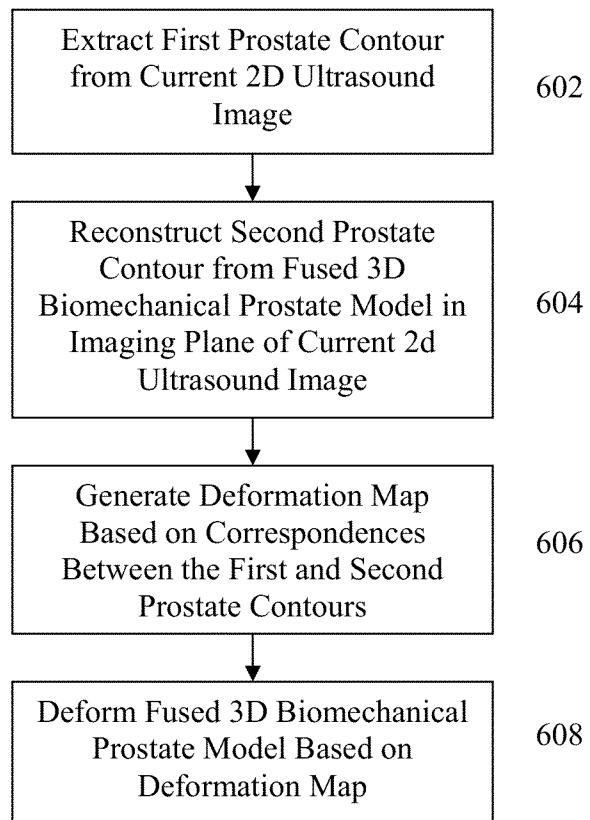 Extract First Prostate Contour
from Current 2D Ultrasound
Image
602
Reconstruct Second Prostate
Contour from Fused 3D
Biomechanical Prostate Model in
Imaging Plane of Current 2d
Ultrasound Image
604
Generate Deformation Map
Based on Correspondences
Between the First and Second
Prostate Contours
606
Deform Fused 3D Biomechanical
Prostate Model Based on
Deformation Map
608